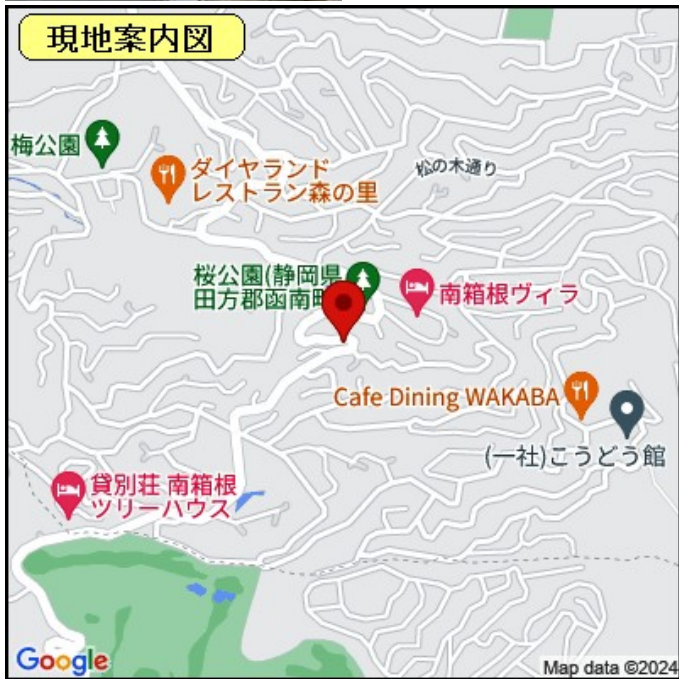 現地案内図
梅公園
ダイヤランド
レストラン森の里
松の木通り
桜公園(静岡県
田方郡函南町
南箱根ヴィラ
Cafe Dining WAKABA
(一社)こうどう館
貸別荘 南箱根
ツリーハウス
Google
Map data ©2024